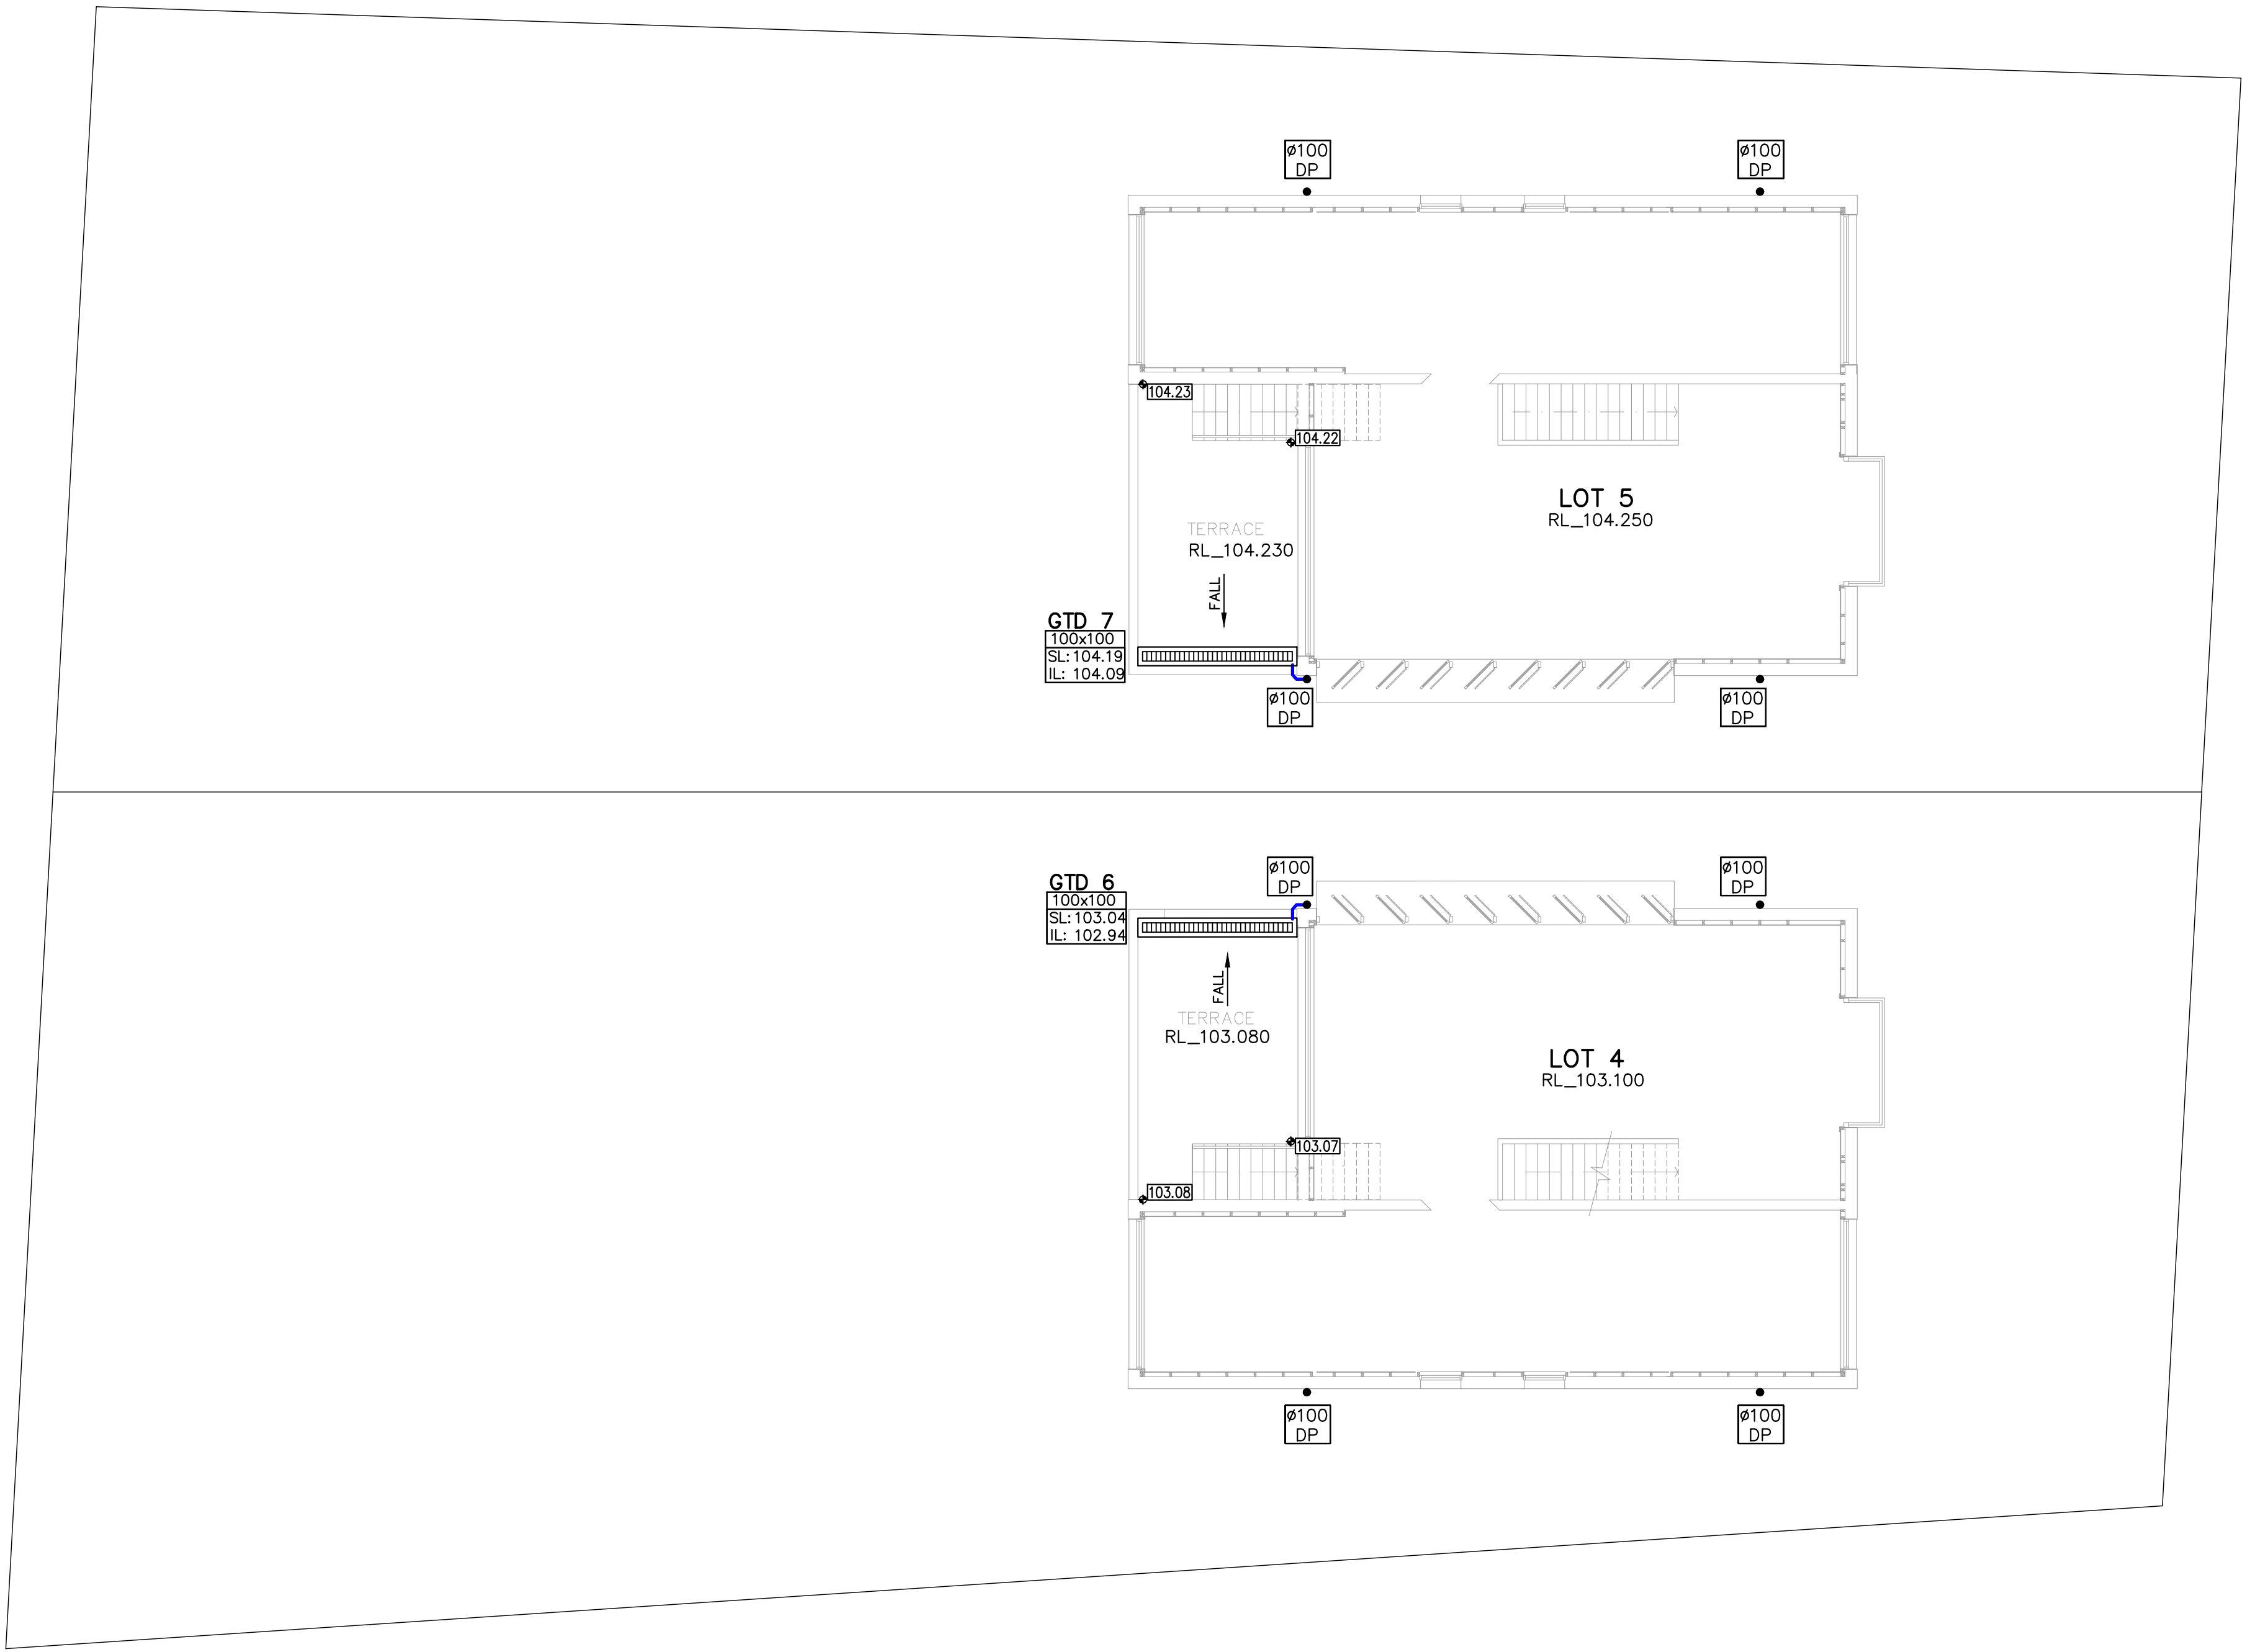 ø100
DP
ø100
DP
104.23
104.22
LOT 5
RL_104.250
TERRACE
RL_104.230
FALL
GTD 7
100x100
SL: 104.19
IL: 104.09
ø100
DP
ø100
DP
ø100
DP
ø100
DP
GTD 6
100x100
SL: 103.04
IL: 102.94
FALL
TERRACE
RL_103.080
LOT 4
RL_103.100
103.07
103.08
ø100
DP
ø100
DP